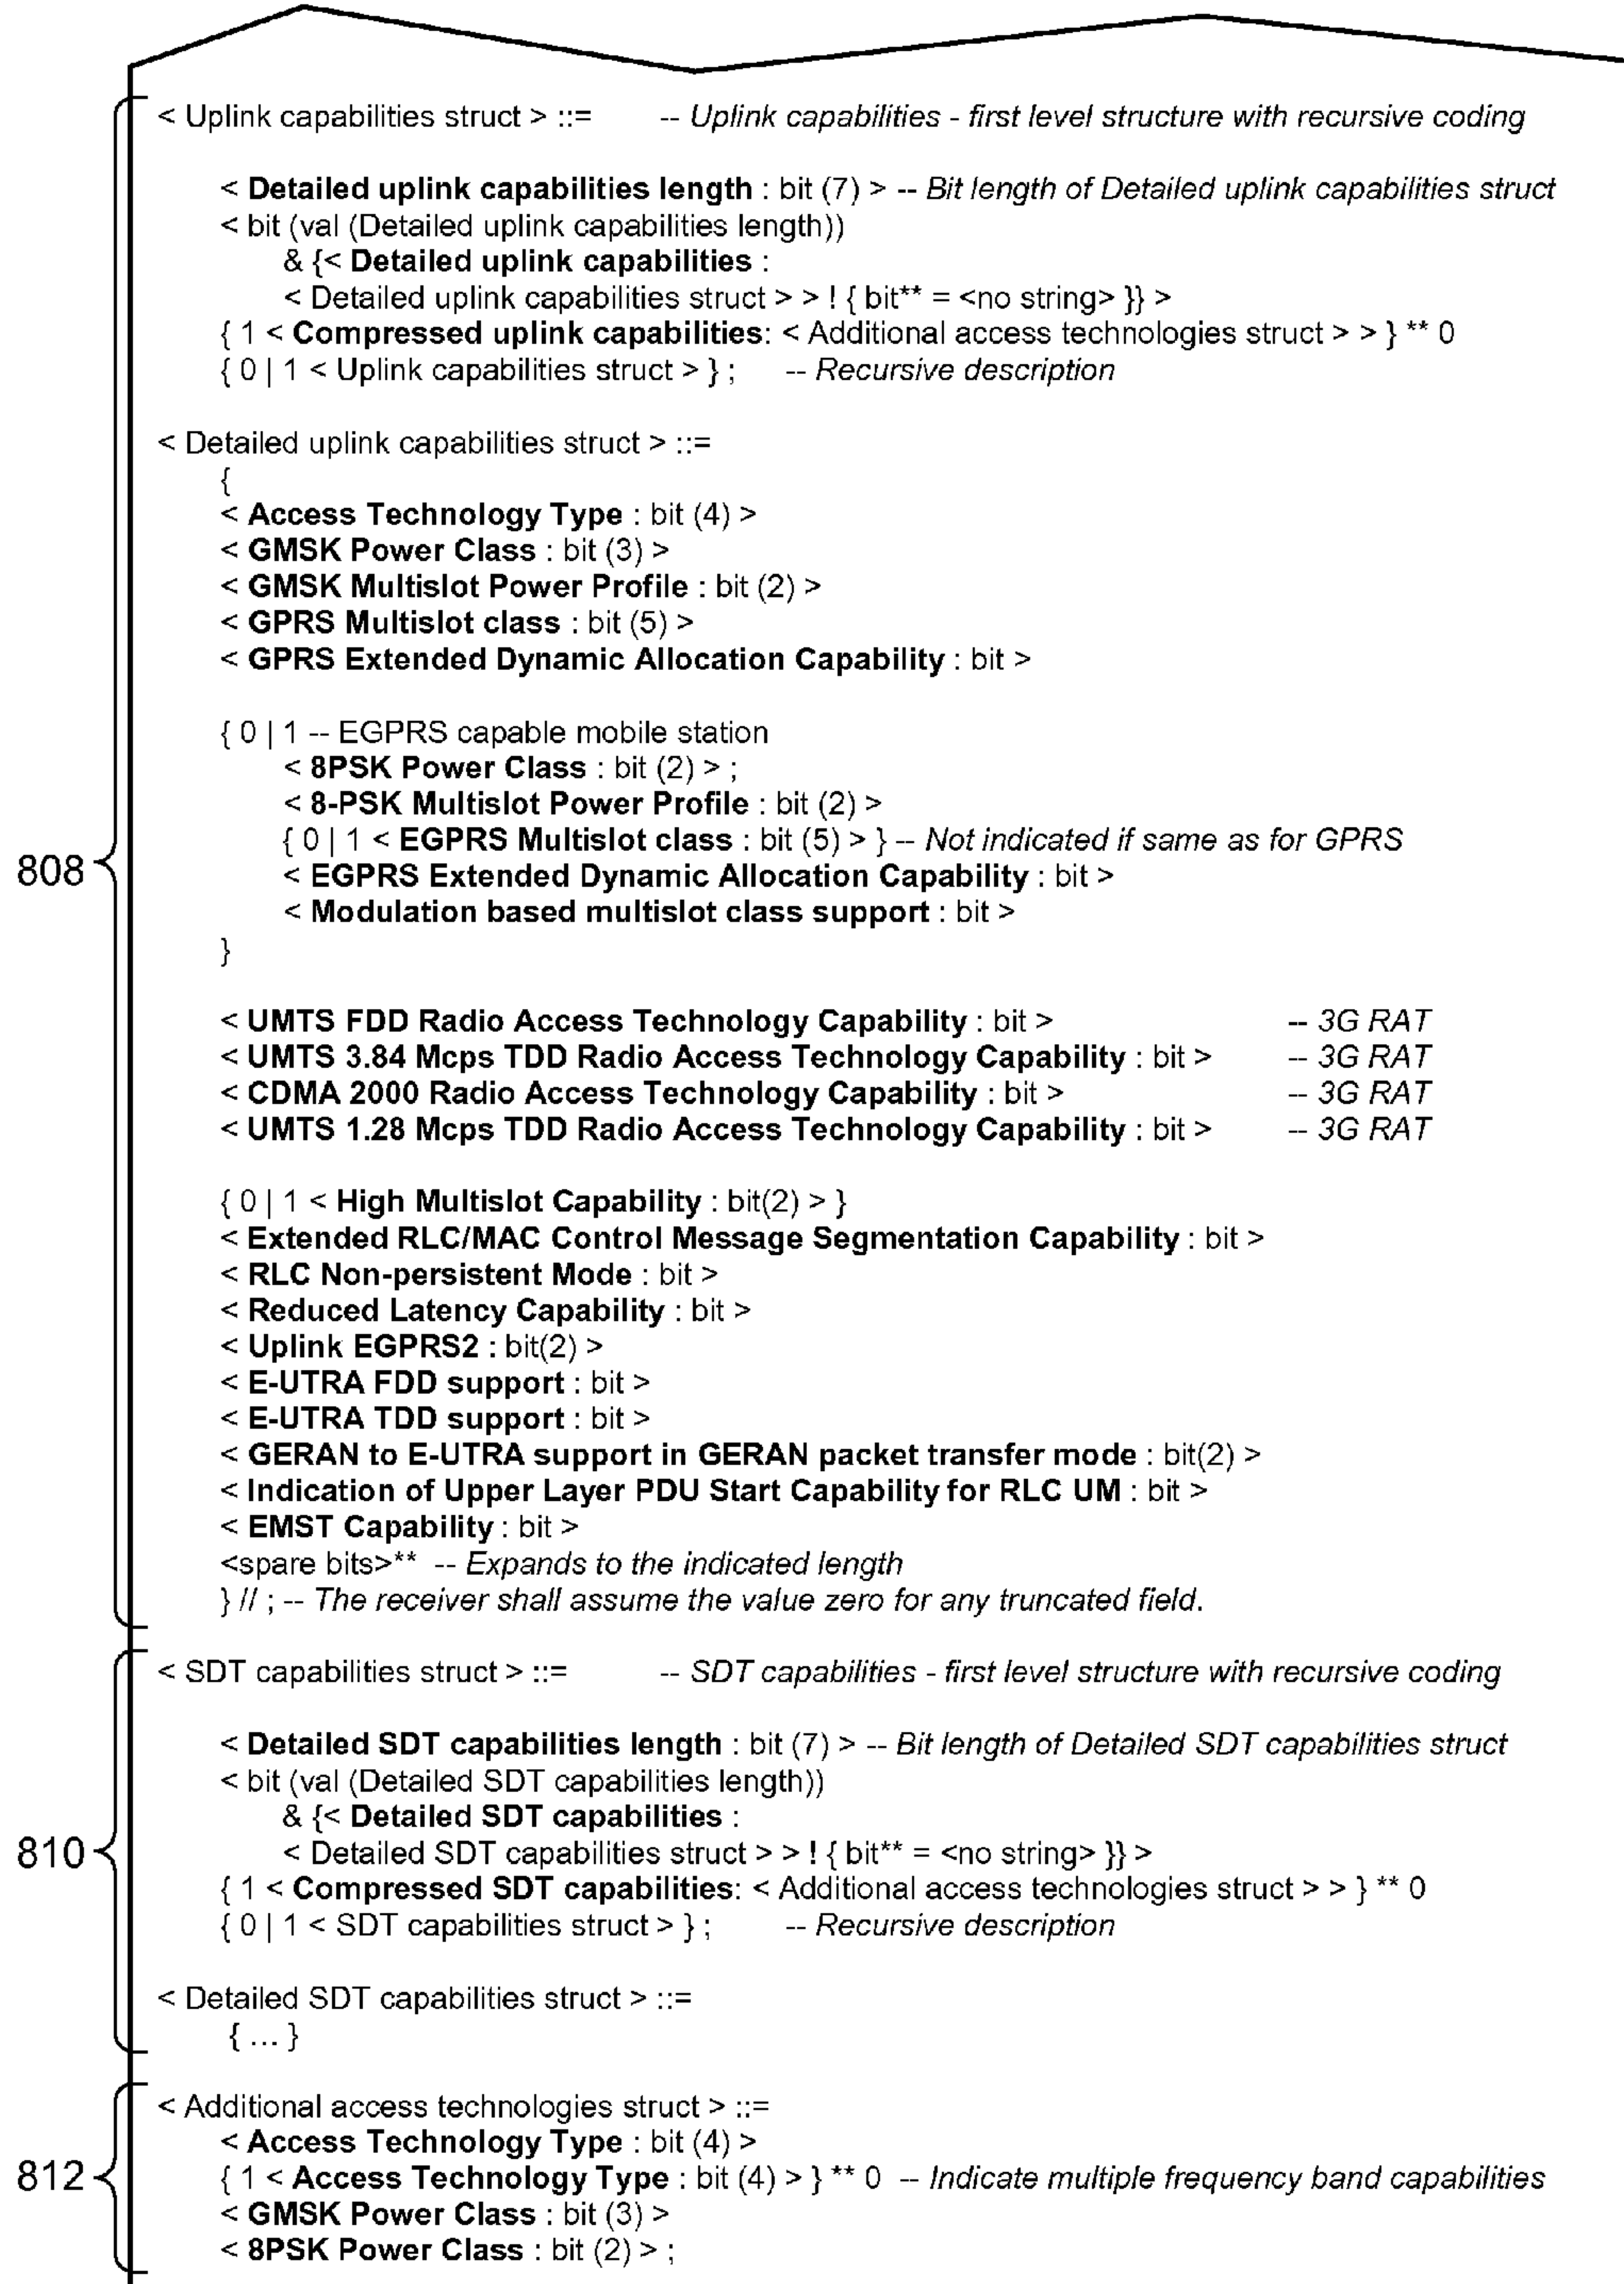 < Uplink capabilities struct > ::= -- Uplink capabilities - first level structure with recursive coding
< Detailed uplink capabilities length : bit (7) > -- Bit length of Detailed uplink capabilities struct
< bit (val (Detailed uplink capabilities length))
& {< Detailed uplink capabilities :
< Detailed uplink capabilities struct > > ! { bit** = <no string> }} >
{ 1 < Compressed uplink capabilities: < Additional access technologies struct > > } ** 0
{ 0 | 1 < Uplink capabilities struct > } ; -- Recursive description
< Detailed uplink capabilities struct > ::=
{
< Access Technology Type : bit (4) >
< GMSK Power Class : bit (3) >
< GMSK Multislot Power Profile : bit (2) >
< GPRS Multislot class : bit (5) >
< GPRS Extended Dynamic Allocation Capability : bit >
{ 0 | 1 -- EGPRS capable mobile station
< 8PSK Power Class : bit (2) > ;
< 8-PSK Multislot Power Profile : bit (2) >
{ 0 | 1 < EGPRS Multislot class : bit (5) > } -- Not indicated if same as for GPRS
808
< EGPRS Extended Dynamic Allocation Capability : bit >
< Modulation based multislot class support : bit >
}
< UMTS FDD Radio Access Technology Capability : bit > -- 3G RAT
< UMTS 3.84 Mcps TDD Radio Access Technology Capability : bit > -- 3G RAT
< CDMA 2000 Radio Access Technology Capability : bit > -- 3G RAT
< UMTS 1.28 Mcps TDD Radio Access Technology Capability : bit > -- 3G RAT
{ 0 | 1 < High Multislot Capability : bit(2) > }
< Extended RLC/MAC Control Message Segmentation Capability : bit >
< RLC Non-persistent Mode : bit >
< Reduced Latency Capability : bit >
< Uplink EGPRS2 : bit(2) >
< E-UTRA FDD support : bit >
< E-UTRA TDD support : bit >
< GERAN to E-UTRA support in GERAN packet transfer mode : bit(2) >
< Indication of Upper Layer PDU Start Capability for RLC UM : bit >
< EMST Capability : bit >
<spare bits>** -- Expands to the indicated length
} // ; -- The receiver shall assume the value zero for any truncated field.
< SDT capabilities struct > ::= -- SDT capabilities - first level structure with recursive coding
< Detailed SDT capabilities length : bit (7) > -- Bit length of Detailed SDT capabilities struct
< bit (val (Detailed SDT capabilities length))
& {< Detailed SDT capabilities :
810
< Detailed SDT capabilities struct > > ! { bit** = <no string> }} >
{ 1 < Compressed SDT capabilities: < Additional access technologies struct > > } ** 0
{ 0 | 1 < SDT capabilities struct > } ; -- Recursive description
< Detailed SDT capabilities struct > ::=
{ ... }
< Additional access technologies struct > ::=
< Access Technology Type : bit (4) >
812
{ 1 < Access Technology Type : bit (4) > } ** 0 -- Indicate multiple frequency band capabilities
< GMSK Power Class : bit (3) >
< 8PSK Power Class : bit (2) > ;